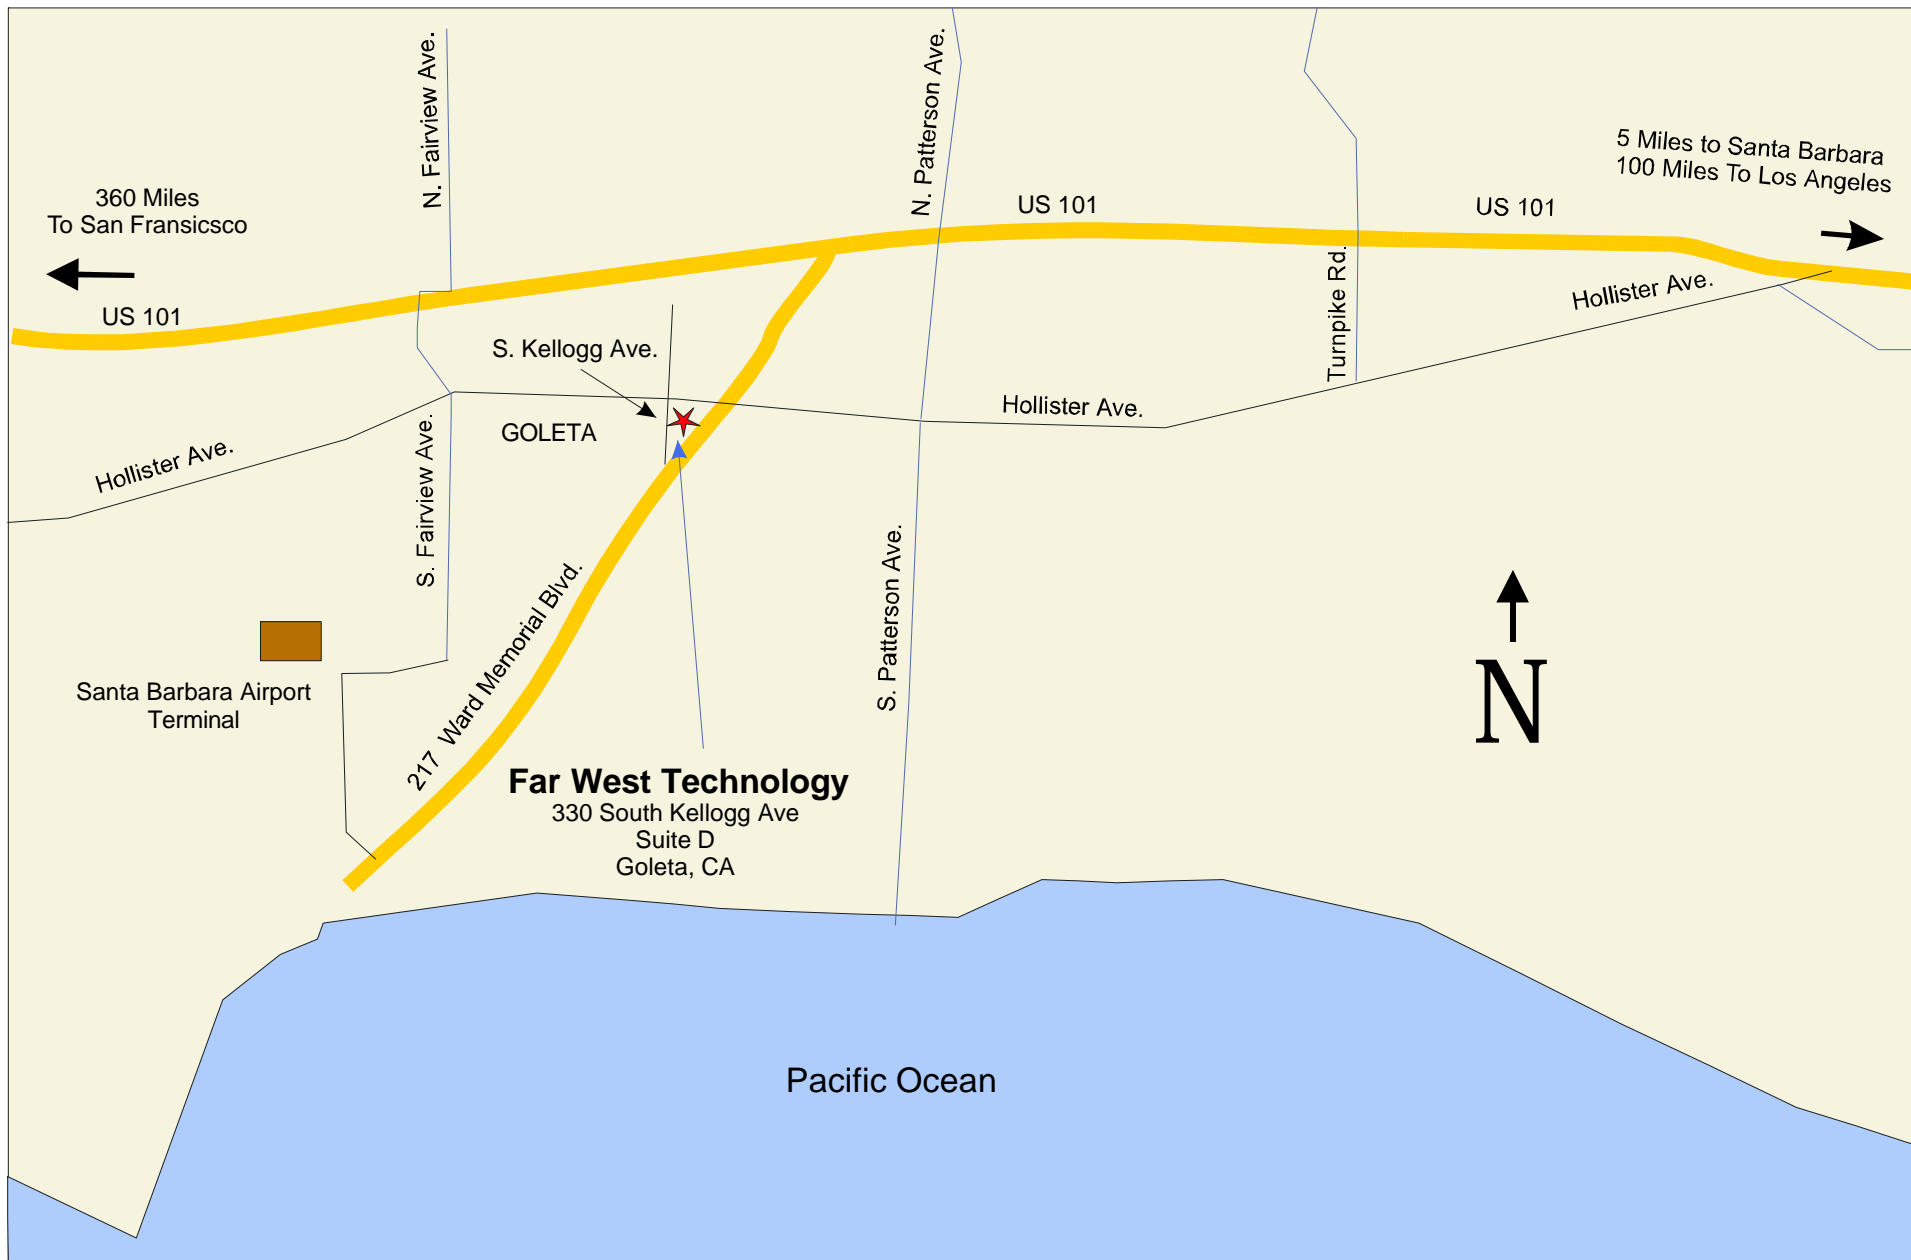 N. Fairview Ave.
N. Patterson Ave.
5 Miles to Santa Barbara
100 Miles To Los Angeles
360 Miles
To San Fransicsco
US 101
US 101
US 101
Turnpike Rd.
Hollister Ave.
S. Kellogg Ave.
Hollister Ave.
GOLETA
Hollister Ave.
S. Fairview Ave.
S. Patterson Ave.
217 Ward Memorial Blvd.
N
Santa Barbara Airport
Terminal
Far West Technology
330 South Kellogg Ave
Suite D
Goleta, CA
Pacific Ocean